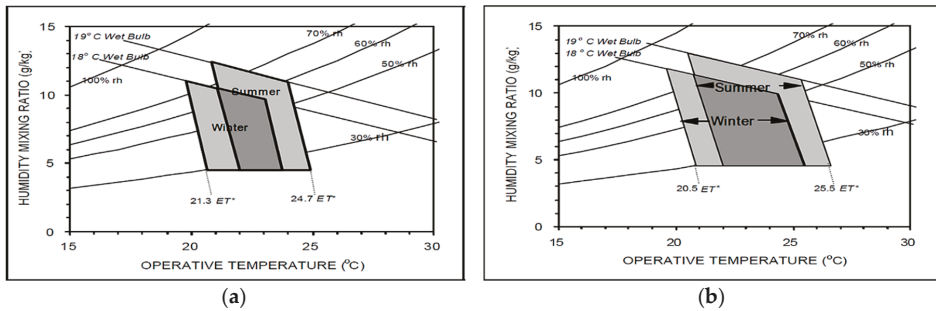 15
10
5
0
HUMIDITY MIXING RATIO (g/kg;
19° C Wet Bulb
18° C Wet Bulb
100% rh
70% rh
60% rh
50% rh
30% rh
Summer
Winter
21.3 ET*
24.7 ET*
15
20
25
30
OPERATIVE TEMPERATURE (°C)
(a)
15
10
5
0
HUMIDITY MIXING RATIO (g/kg;
19° C Wet Bulb
18° C Wet Bulb
100% rh
70% rh
60% rh
50% rh
30% rh
Summer
Winter
20.5 ET*
25.5 ET*
15
20
25
30
OPERATIVE TEMPERATURE (°C)
(b)